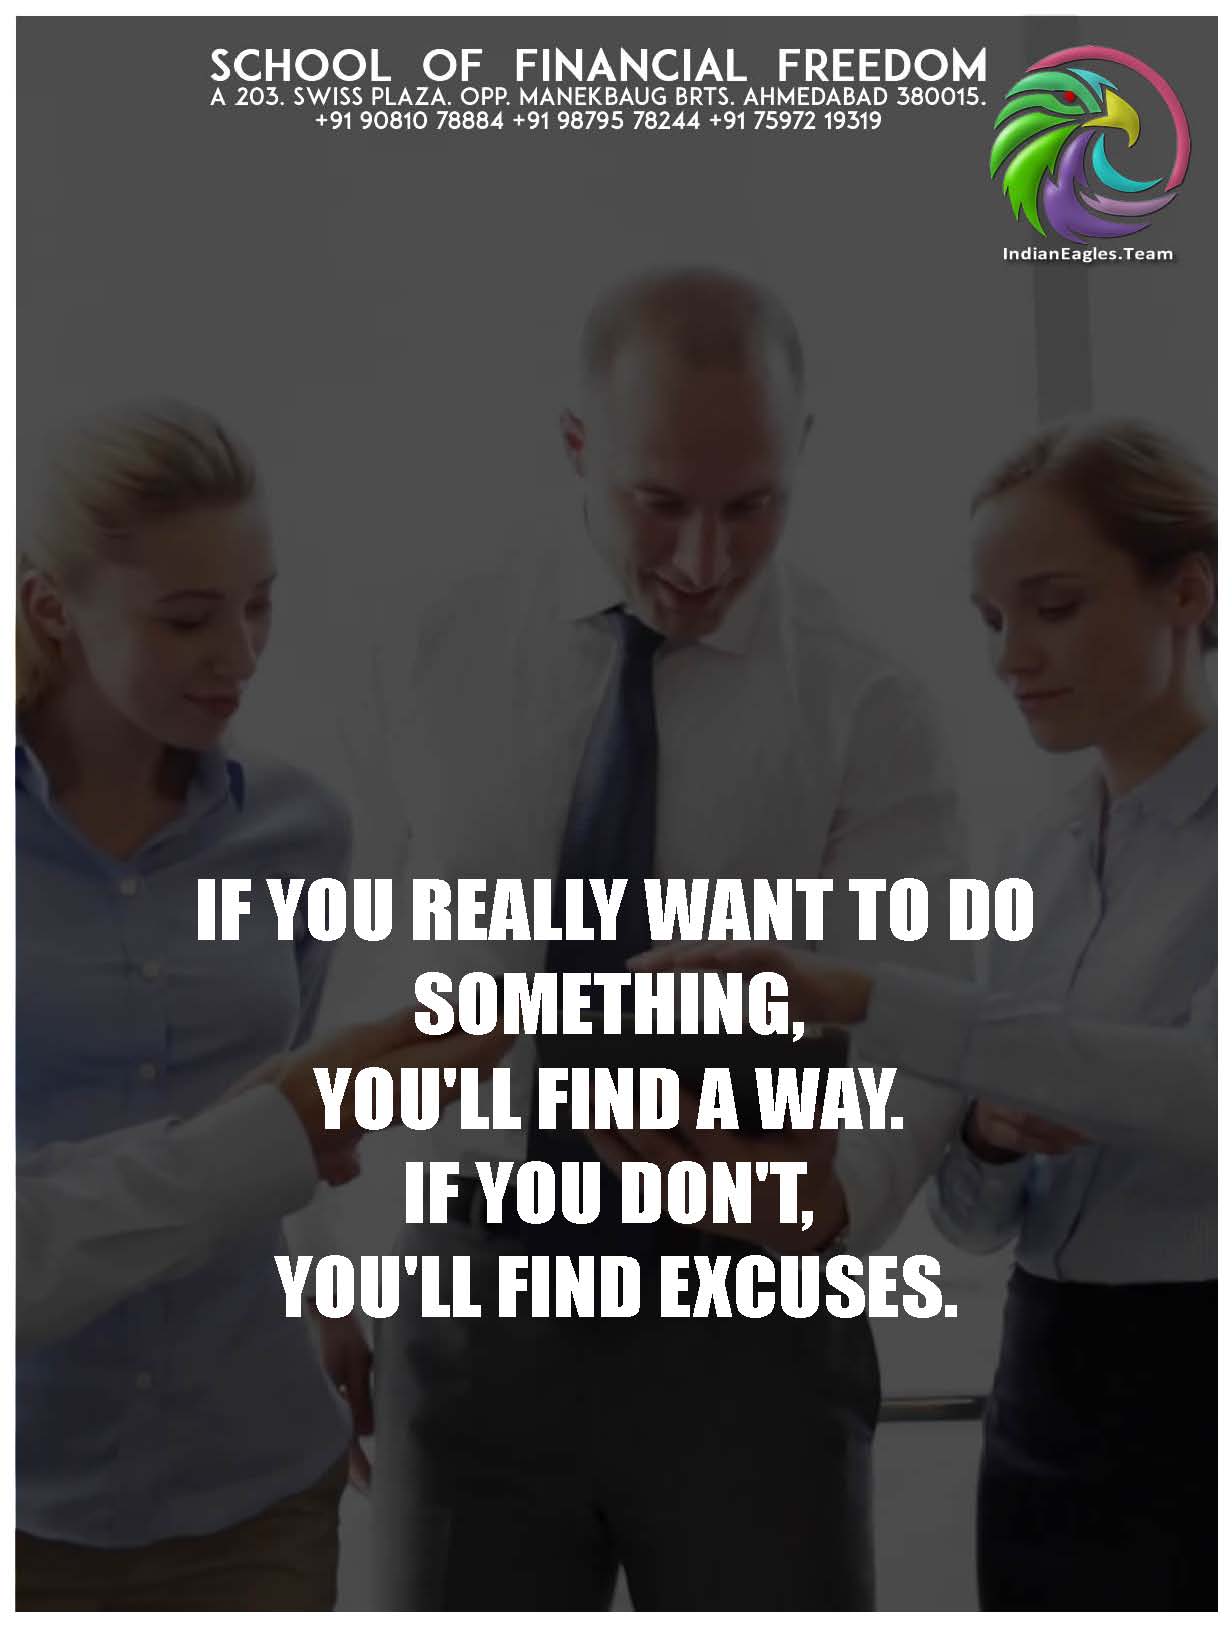 SCHOOL OF FINANCIAL FREEDOM
A 203. SWISS PLAZA. OPP. MANEKBAUG BRTS. AHMEDABAD 380015.
+91 90810 78884 +91 98795 78244 +91 75972 19319
IndianEagles.Team
IF YOU REALLY WANT TO DO
SOMETHING,
YOU'LL FIND A WAY.
IF YOU DON'T,
YOU'LL FIND EXCUSES.